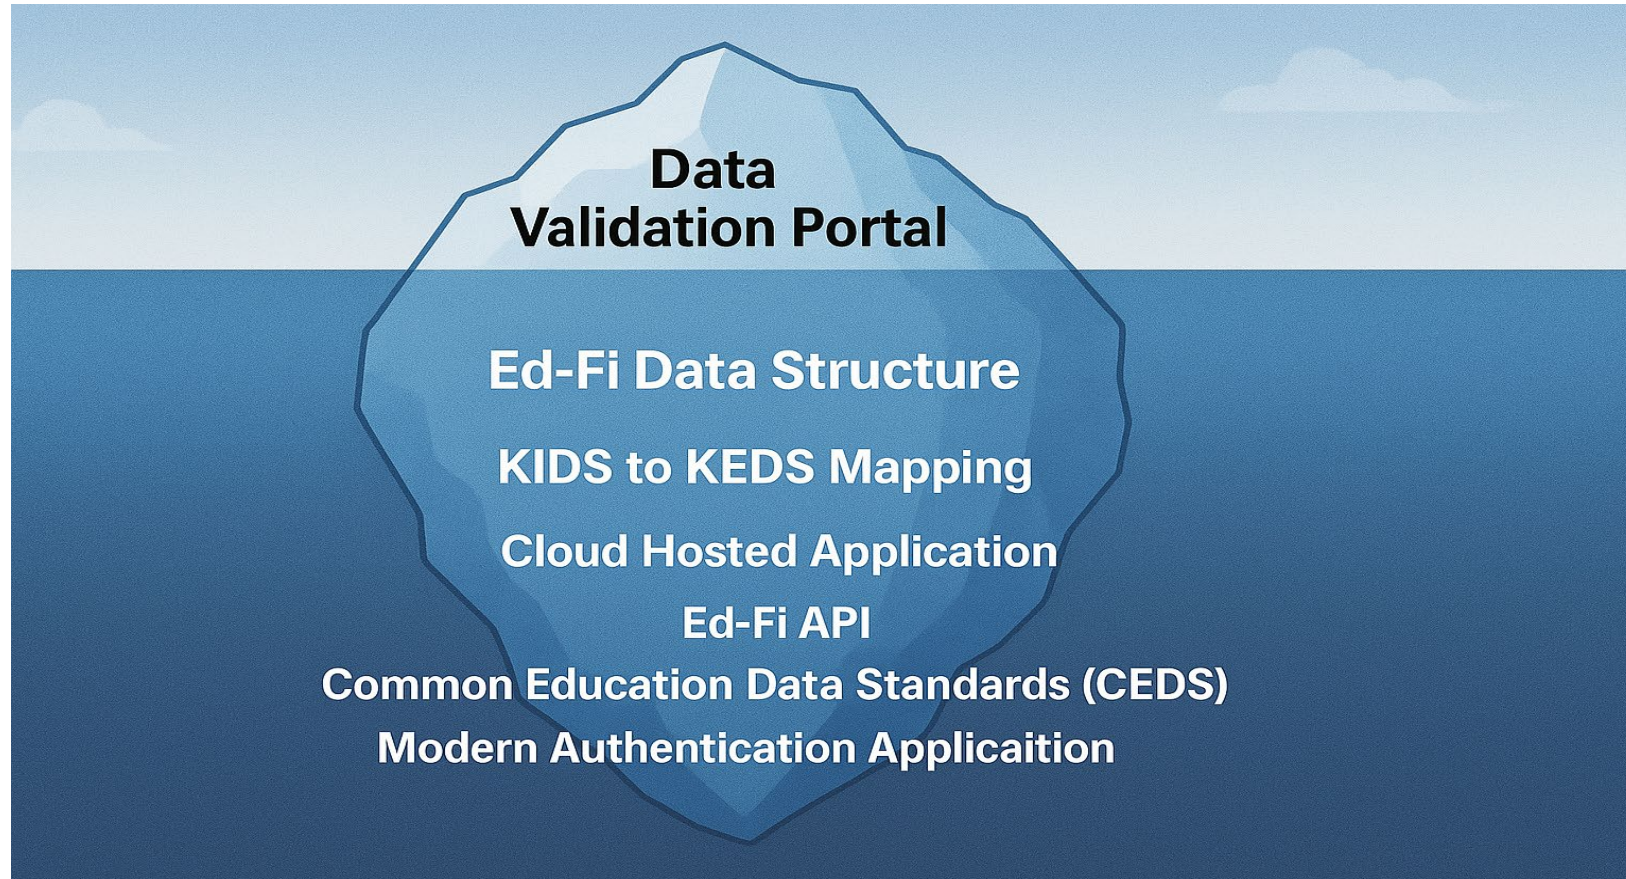 Data
Validation Portal
Ed-Fi Data Structure
KIDS to KEDS Mapping
Cloud Hosted Application
Ed-Fi API
Common Education Data Standards (CEDS)
Modern Authentication Applicaition